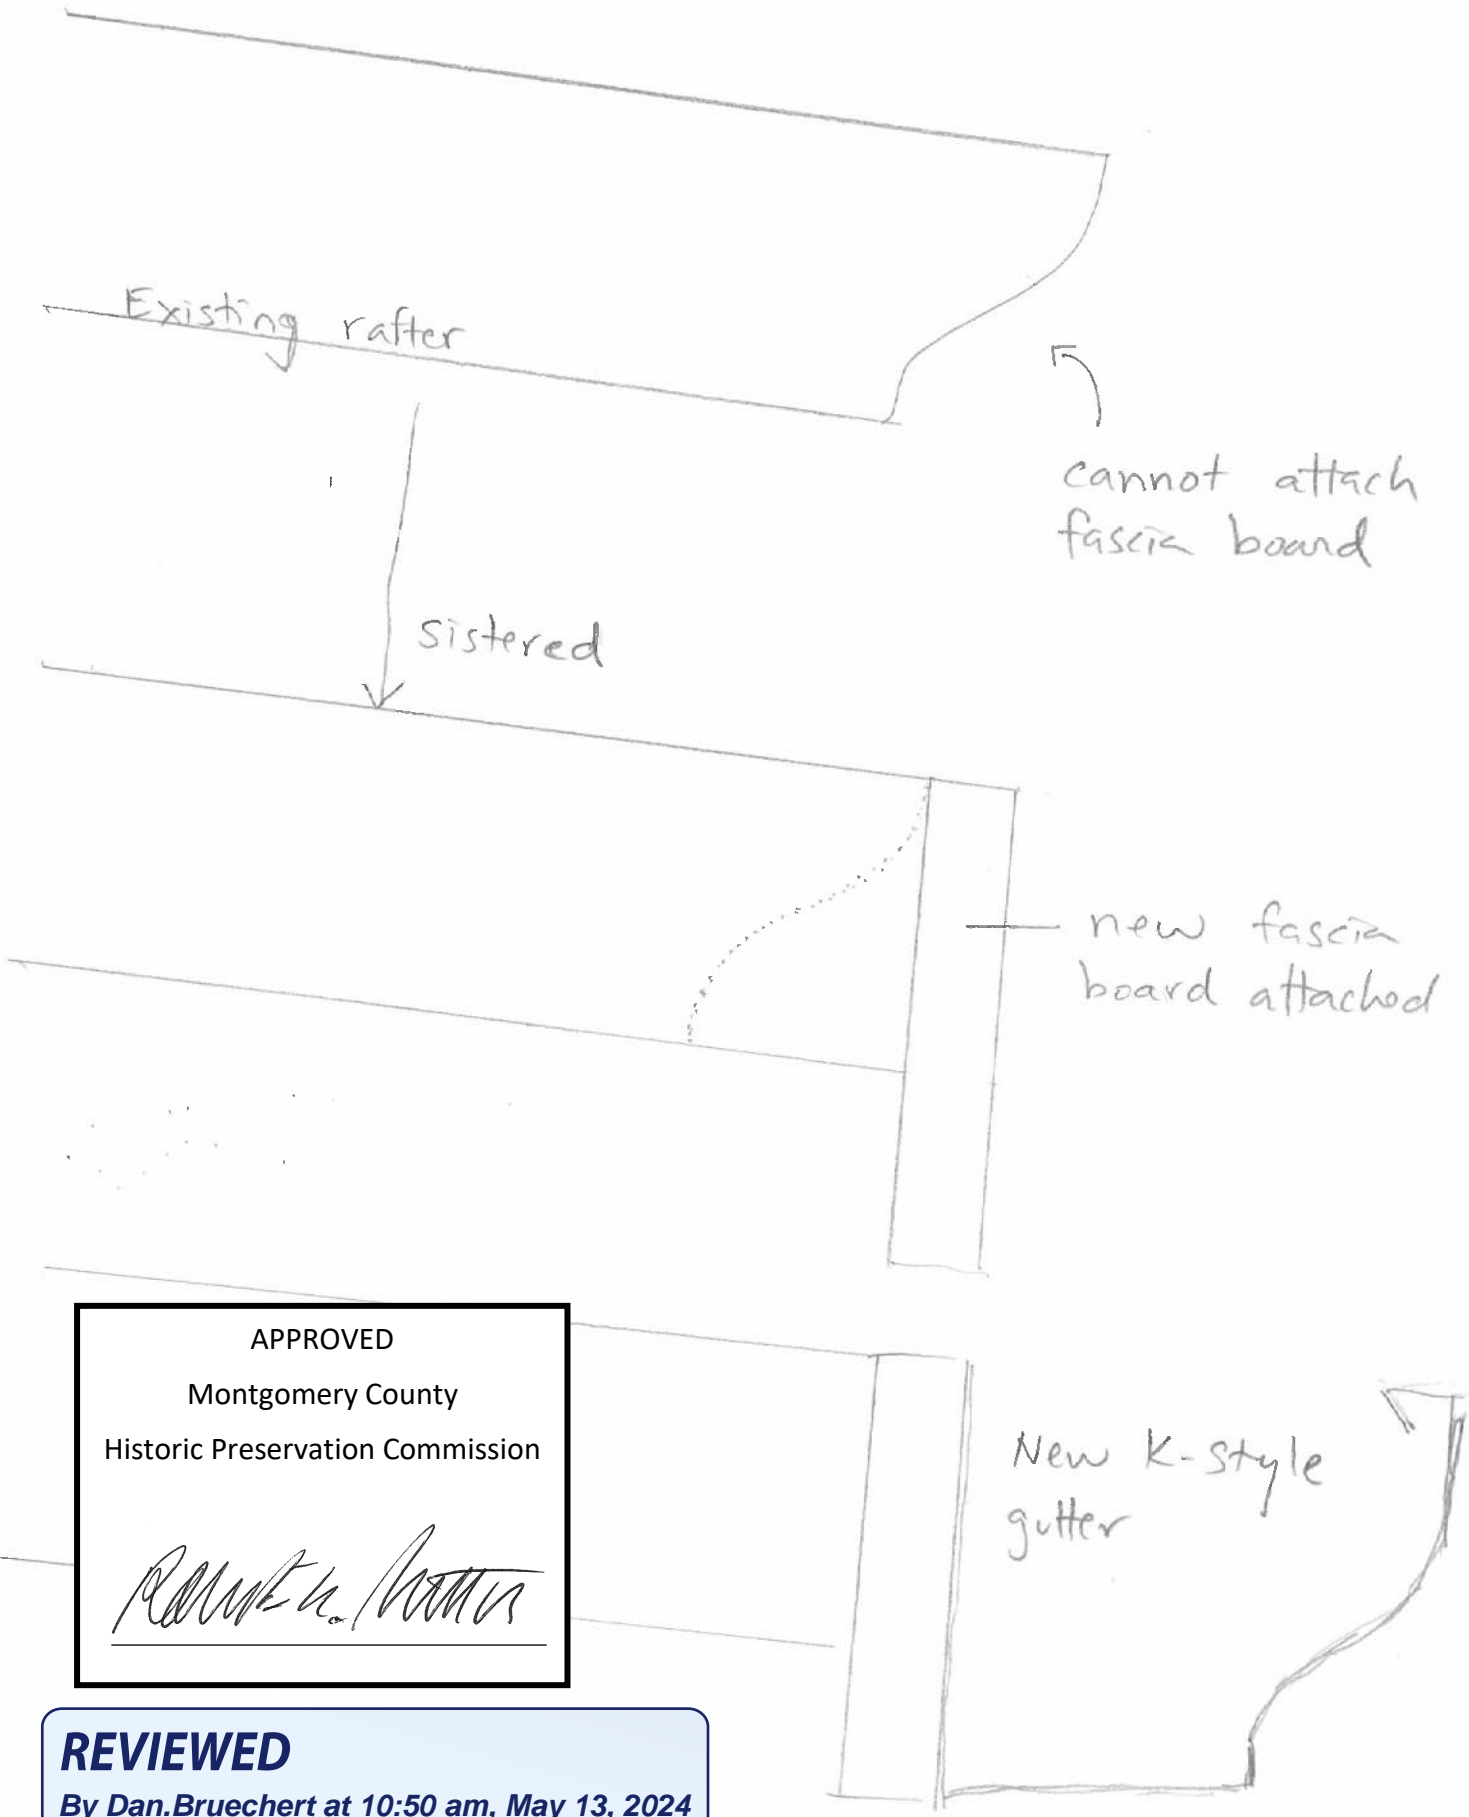 Existing rafter
cannot attach
fascia board
sistered
new fascia
board attached
New K-style
gutter
APPROVED
Montgomery County
Historic Preservation Commission
REVIEWED
By Dan.Bruechert at 10:50 am, May 13, 2024